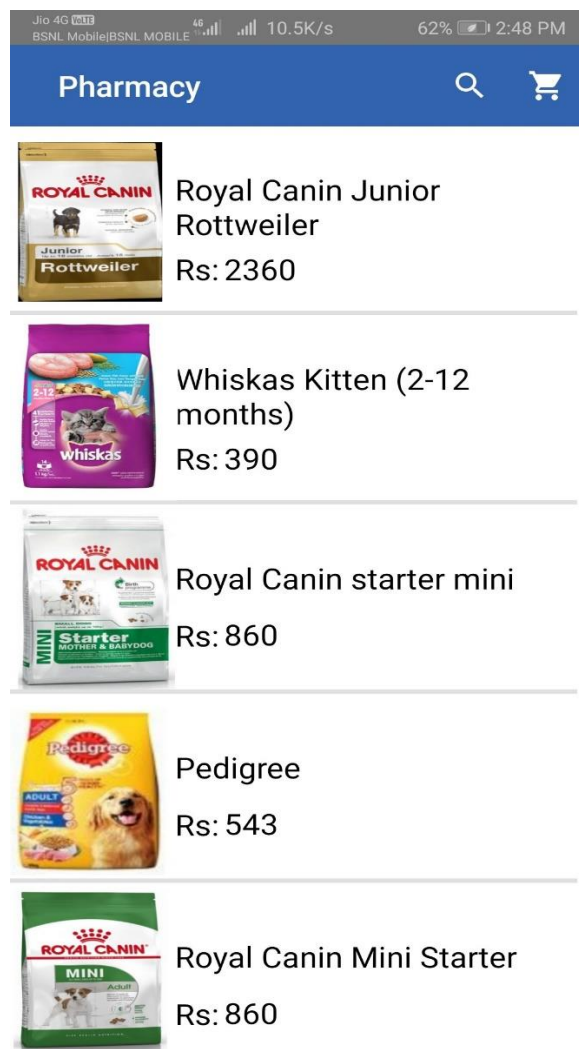 Jio 4G VoLTE
BSNL Mobile|BSNL MOBILE 4G 10.5K/s 62% 2:48 PM
Pharmacy
ROYAL CANIN
Junior
Rottweiler
Royal Canin Junior
Rottweiler
Rs: 2360
2-12
whiskas
Whiskas Kitten (2-12
months)
Rs: 390
ROYAL CANIN
MINI
Starter
MOTHER & BABYDOG
Royal Canin starter mini
Rs: 860
Pedigree
ADULT
Chicken &
Vegetables
Pedigree
Rs: 543
ROYAL CANIN
MINI
Adult
Royal Canin Mini Starter
Rs: 860